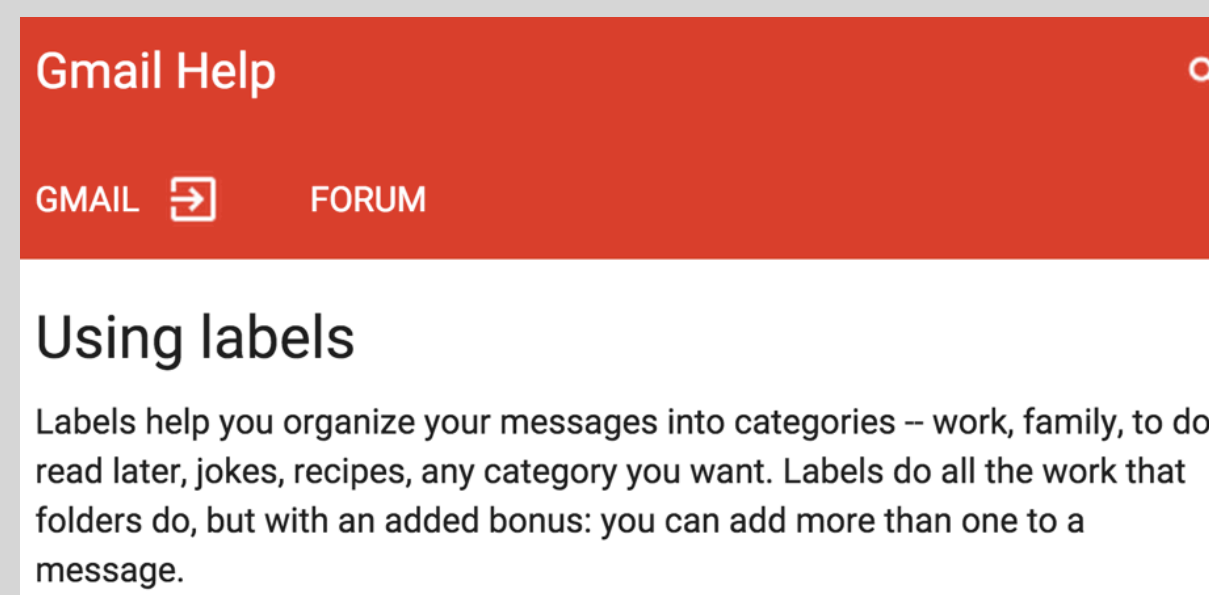 Gmail Help
GMAIL FORUM
Using labels
Labels help you organize your messages into categories -- work, family, to do
read later, jokes, recipes, any category you want. Labels do all the work that
folders do, but with an added bonus: you can add more than one to a
message.